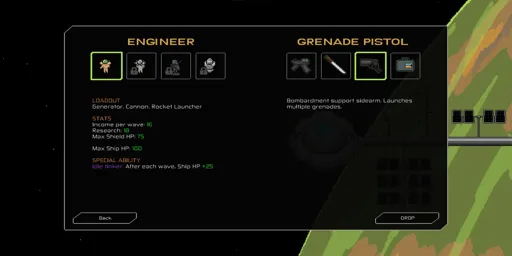 ENGINEER
GRENADE PISTOL
LOADOUT
Generator, Cannon, Rocket Launcher
STATS
Income per wave: 16
Research: 18
Max Shield HP: 75
Max Ship HP: 100
SPECIAL ABILITY
Idle tinker: After each wave, Ship HP +25
Bombardment support sidearm. Launches
multiple grenades.
Back
DROP